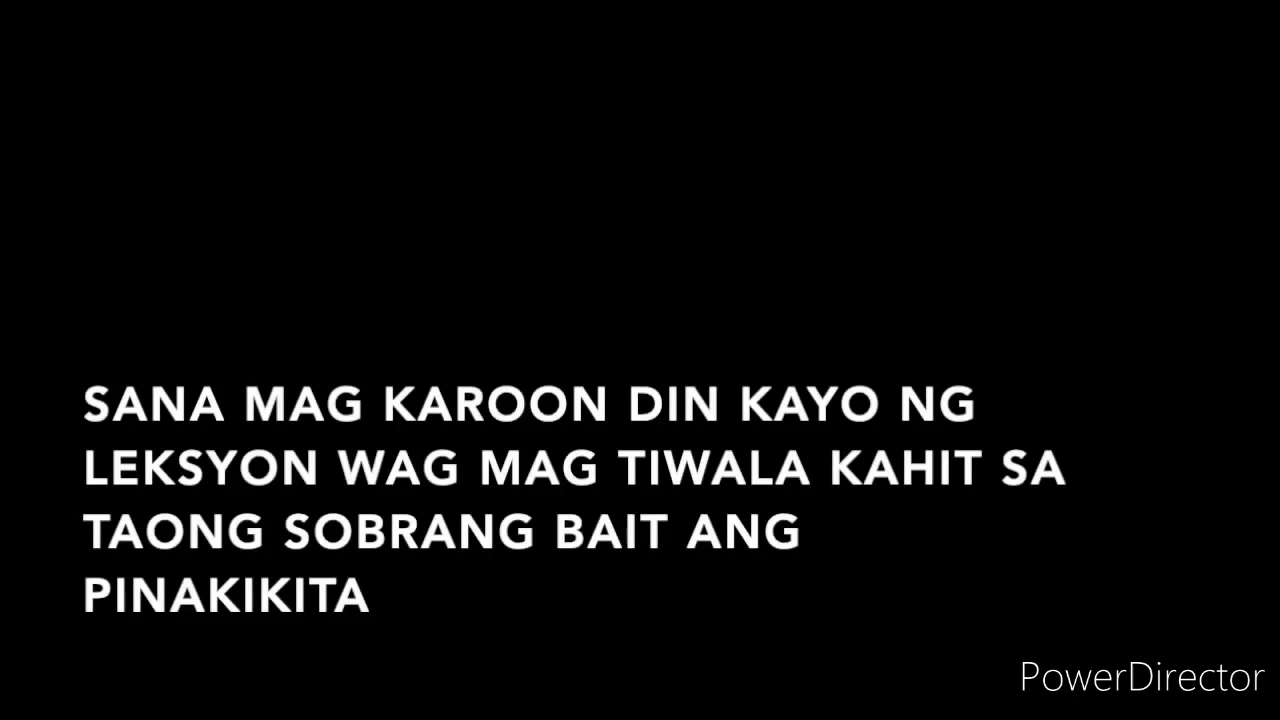 SANA MAG KAROON DIN KAYO NG
LEKSYON WAG MAG TIWALA KAHIT SA
TAONG SOBRANG BAIT ANG
PINAKIKITA
PowerDirector